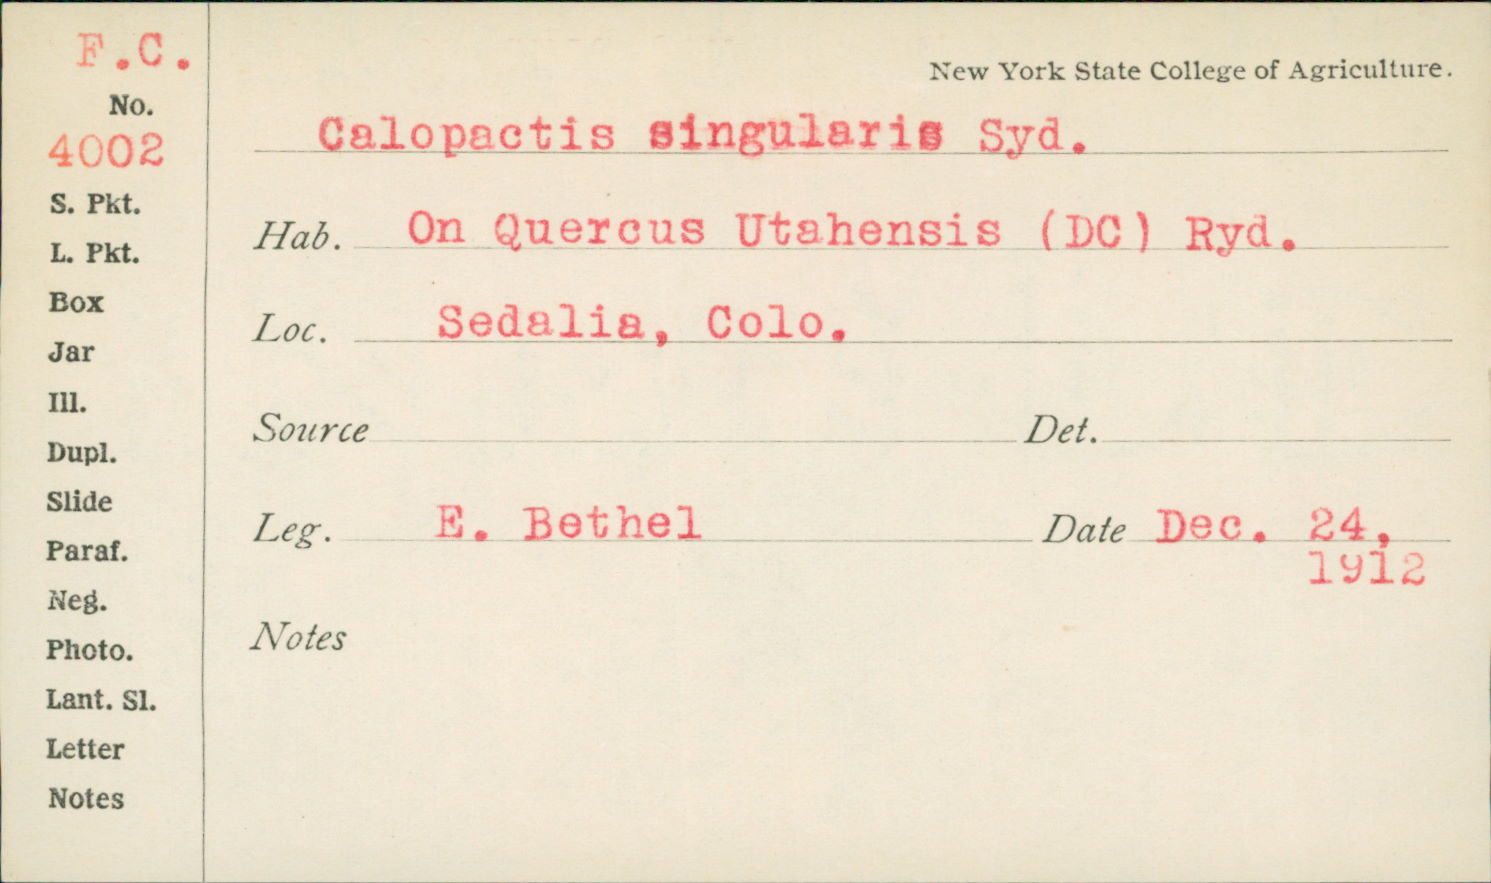 F.C.
No.
4002
S. Pkt.
L. Pkt.
Box
Jar
Ill.
Dupl.
Slide
Paraf.
Neg.
Photo.
Lant. Sl.
Letter
Notes
New York State College of Agriculture.
Calopactis singularis Syd.
Hab. On Quercus Utahensis (DC) Ryd.
Loc. Sedalia, Colo.
Source Det.
Leg. E. Bethel Date Dec. 24,
1912
Notes